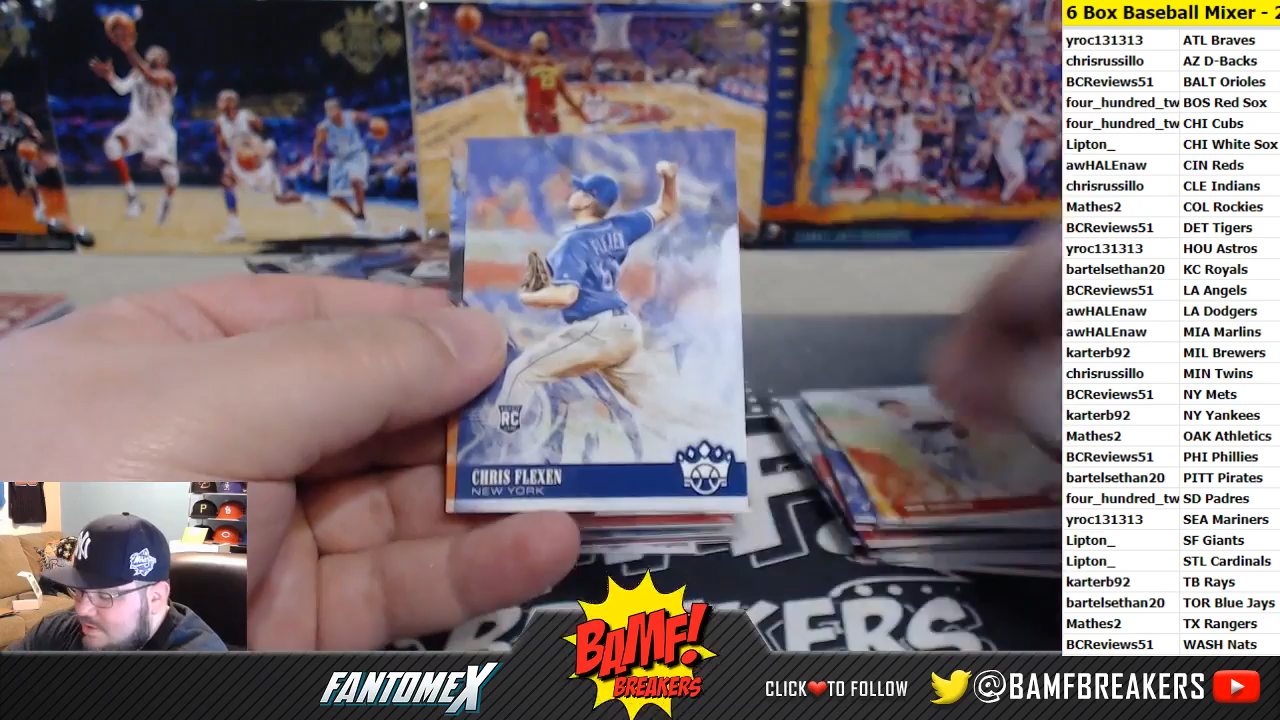 6 Box Baseball Mixer - 2
yroc131313 ATL Braves
chrisrussillo AZ D-Backs
BCReviews51 BALT Orioles
four_hundred_tw BOS Red Sox
four_hundred_tw CHI Cubs
Lipton_ CHI White Sox
awHALEnaw CIN Reds
chrisrussillo CLE Indians
Mathes2 COL Rockies
BCReviews51 DET Tigers
yroc131313 HOU Astros
bartelsethan20 KC Royals
BCReviews51 LA Angels
awHALEnaw LA Dodgers
awHALEnaw MIA Marlins
karterb92 MIL Brewers
chrisrussillo MIN Twins
BCReviews51 NY Mets
karterb92 NY Yankees
Mathes2 OAK Athletics
BCReviews51 PHI Phillies
bartelsethan20 PITT Pirates
four_hundred_tw SD Padres
yroc131313 SEA Mariners
Lipton_ SF Giants
Lipton_ STL Cardinals
karterb92 TB Rays
bartelsethan20 TOR Blue Jays
Mathes2 TX Rangers
BCReviews51 WASH Nats
FLEXEN
RC
CHRIS FLEXEN
NEW YORK
FANTOMEX
BAMF!
BREAKERS
CLICK TO FOLLOW
@BAMFBREAKERS